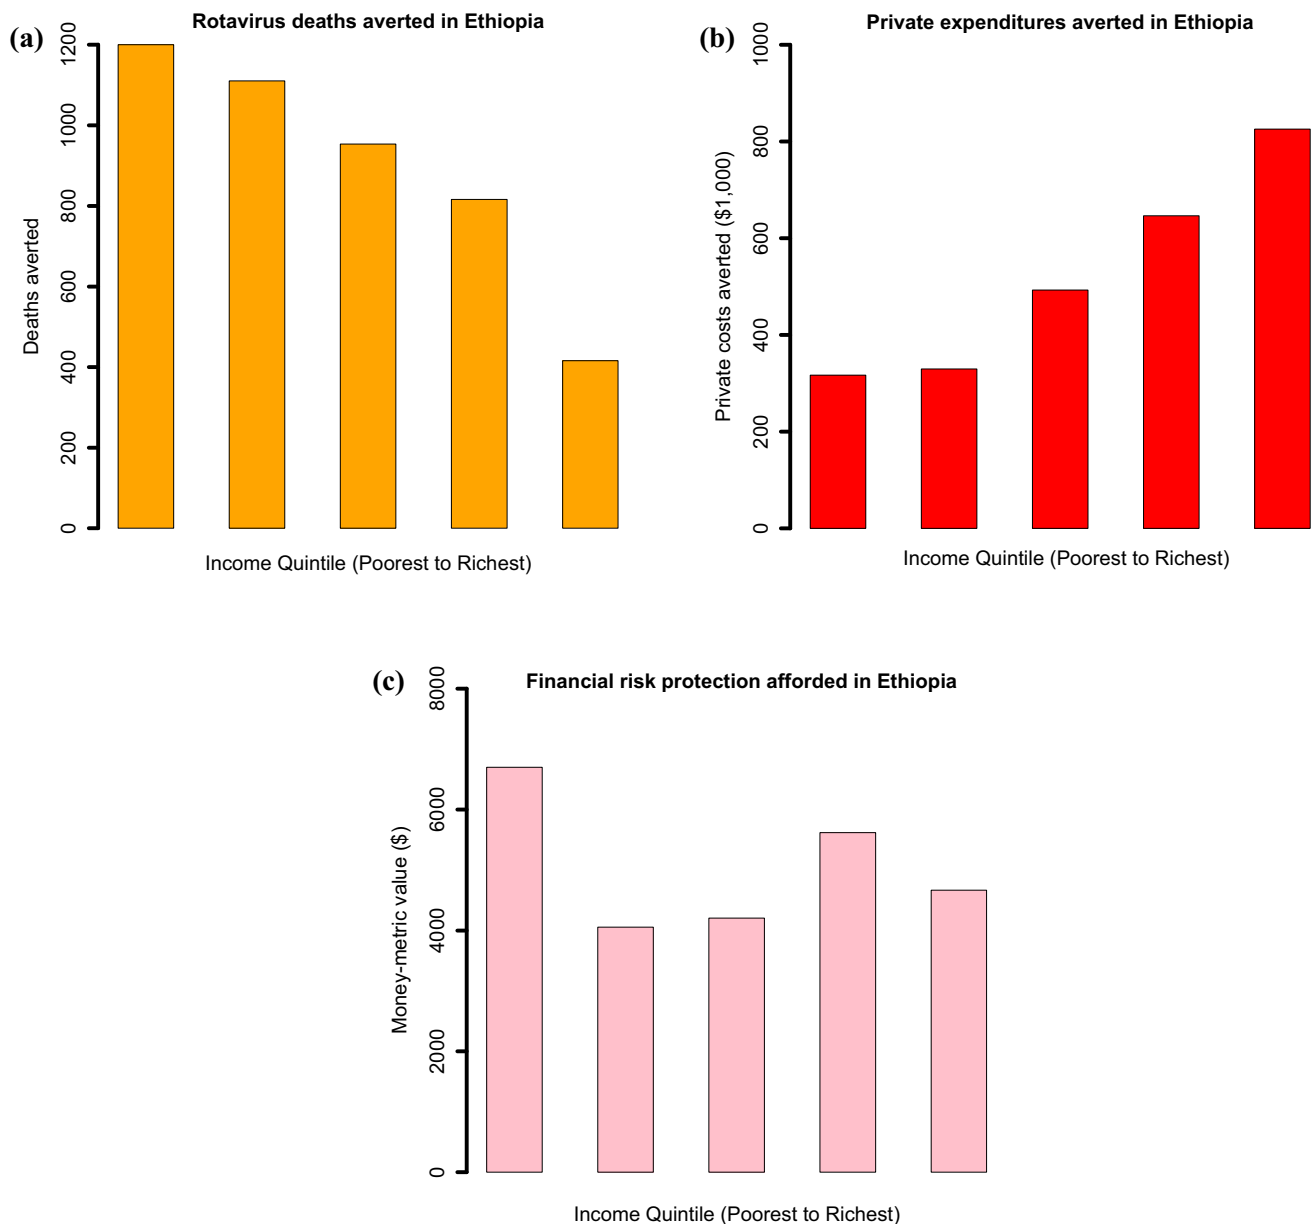 (a)
Rotavirus deaths averted in Ethiopia
1200
1000
800
600
400
200
0
Deaths averted
Income Quintile (Poorest to Richest)
(b)
Private expenditures averted in Ethiopia
1000
800
600
400
200
0
Private costs averted ($1,000)
Income Quintile (Poorest to Richest)
(c)
Financial risk protection afforded in Ethiopia
8000
6000
4000
2000
0
Money-metric value ($)
Income Quintile (Poorest to Richest)